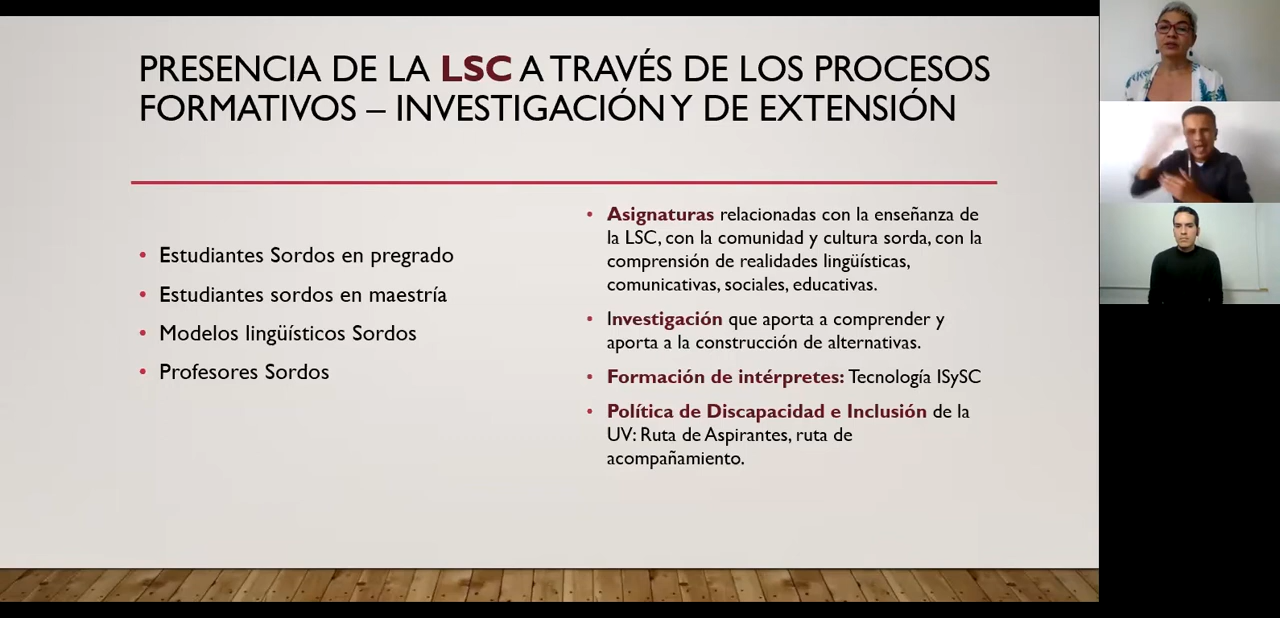 PRESENCIA DE LA LSC A TRAVÉS DE LOS PROCESOS
FORMATIVOS – INVESTIGACIÓN Y DE EXTENSIÓN
• Estudiantes Sordos en pregrado
• Estudiantes sordos en maestría
• Modelos lingüísticos Sordos
• Profesores Sordos
• Asignaturas relacionadas con la enseñanza de
la LSC, con la comunidad y cultura sorda, con la
comprensión de realidades lingüísticas,
comunicativas, sociales, educativas.
• Investigación que aporta a comprender y
aporta a la construcción de alternativas.
• Formación de intérpretes: Tecnología ISySC
• Política de Discapacidad e Inclusión de la
UV: Ruta de Aspirantes, ruta de
acompañamiento.